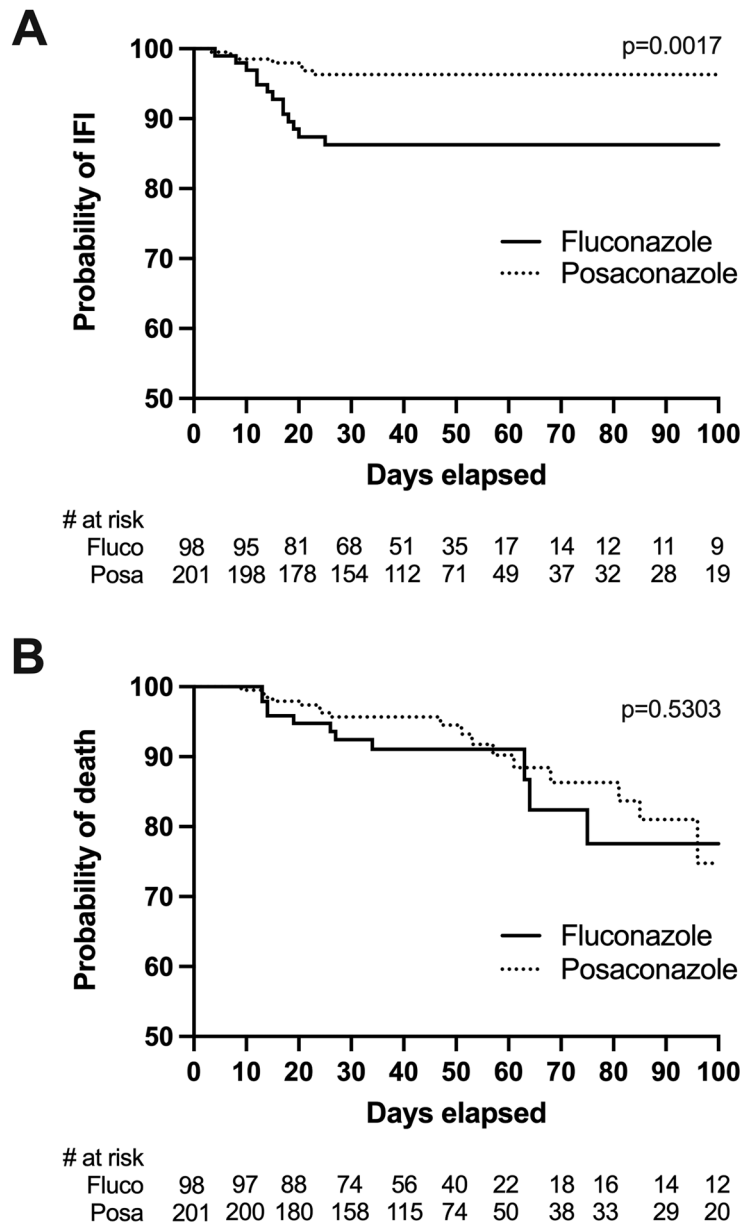 A
p=0.0017
Probability of IFI
100
90
80
70
60
50
Fluconazole
Posaconazole
0 10 20 30 40 50 60 70 80 90 100
Days elapsed
# at risk
Fluco 98 95 81 68 51 35 17 14 12 11 9
Posa 201 198 178 154 112 71 49 37 32 28 19
B
p=0.5303
Probability of death
100
90
80
70
60
50
Fluconazole
Posaconazole
0 10 20 30 40 50 60 70 80 90 100
Days elapsed
# at risk
Fluco 98 97 88 74 56 40 22 18 16 14 12
Posa 201 200 180 158 115 74 50 38 33 29 20